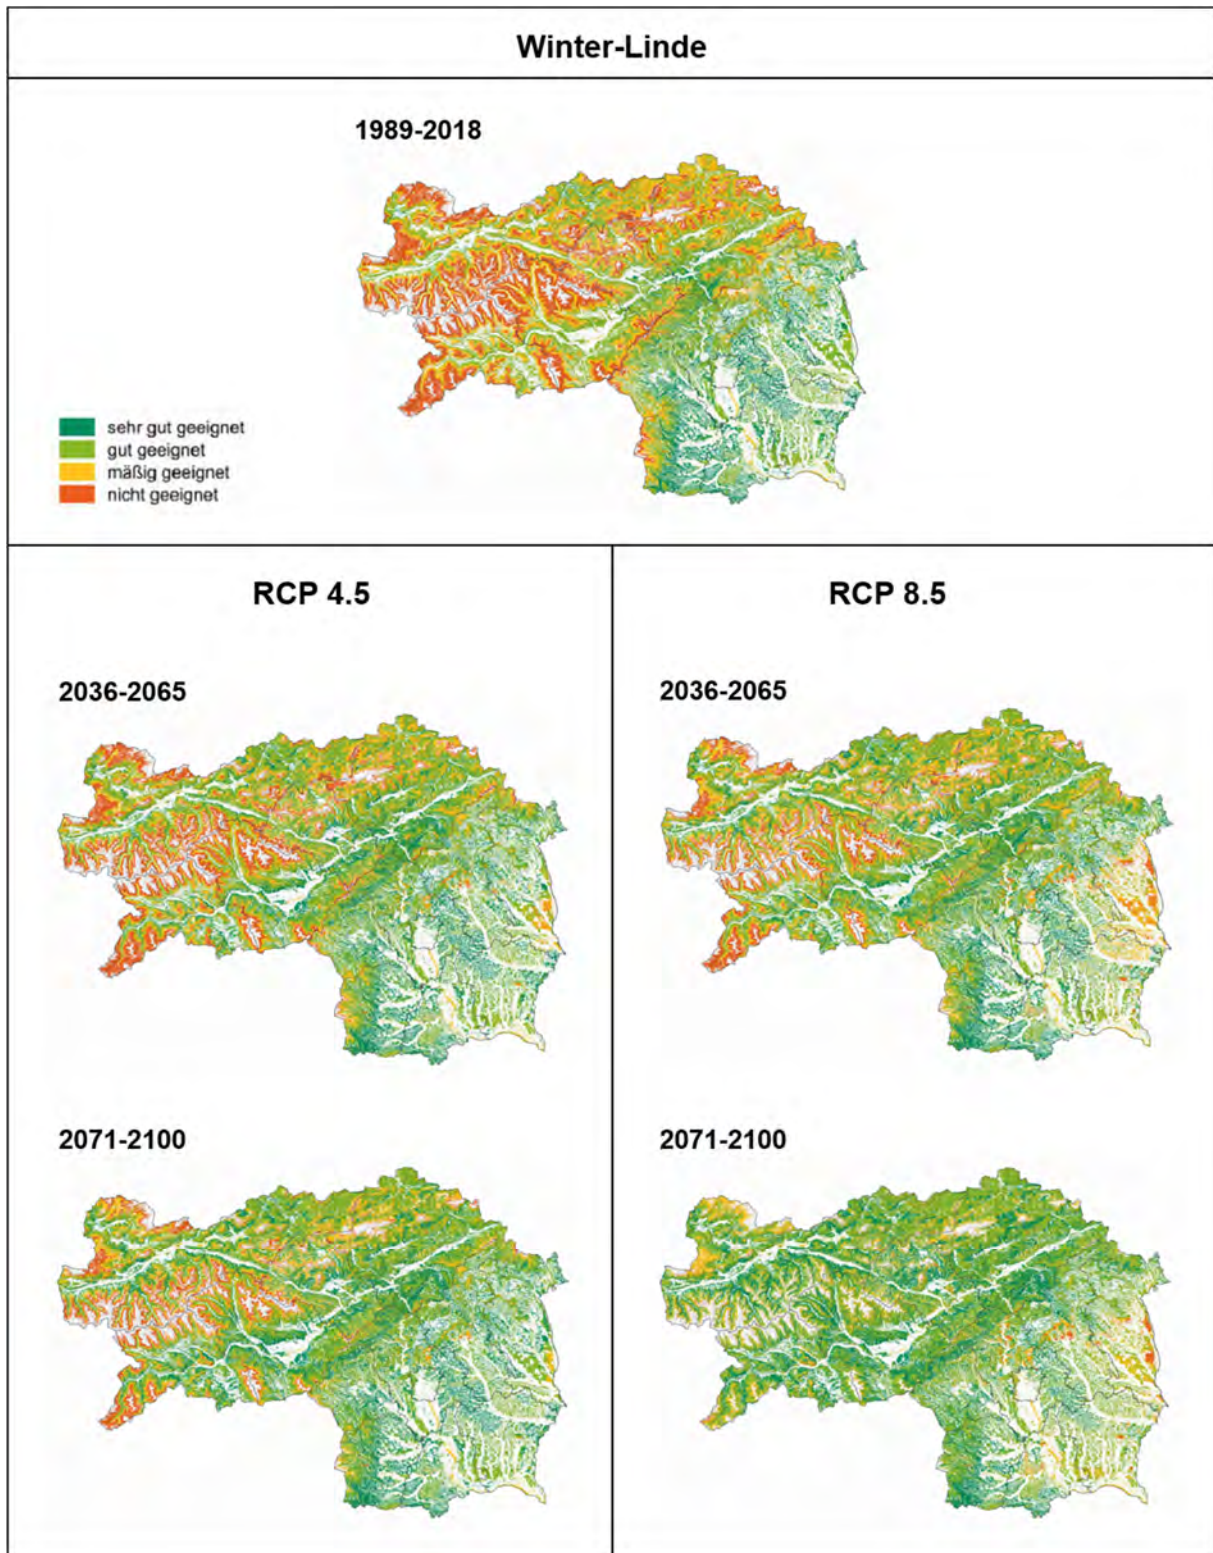 Winter-Linde
1989-2018
sehr gut geeignet
gut geeignet
mäßig geeignet
nicht geeignet
RCP 4.5
2036-2065
2071-2100
RCP 8.5
2036-2065
2071-2100